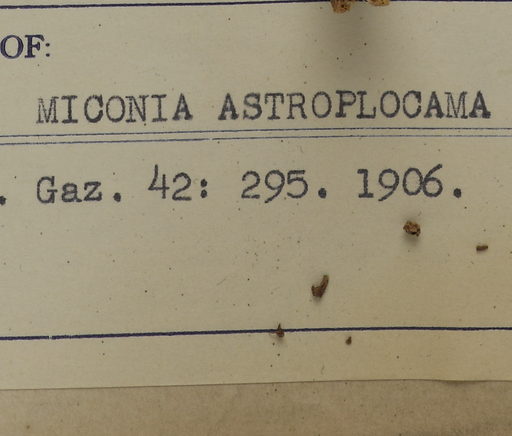 OF:
MICONIA ASTROPLOCAMA
. Gaz. 42: 295. 1906.